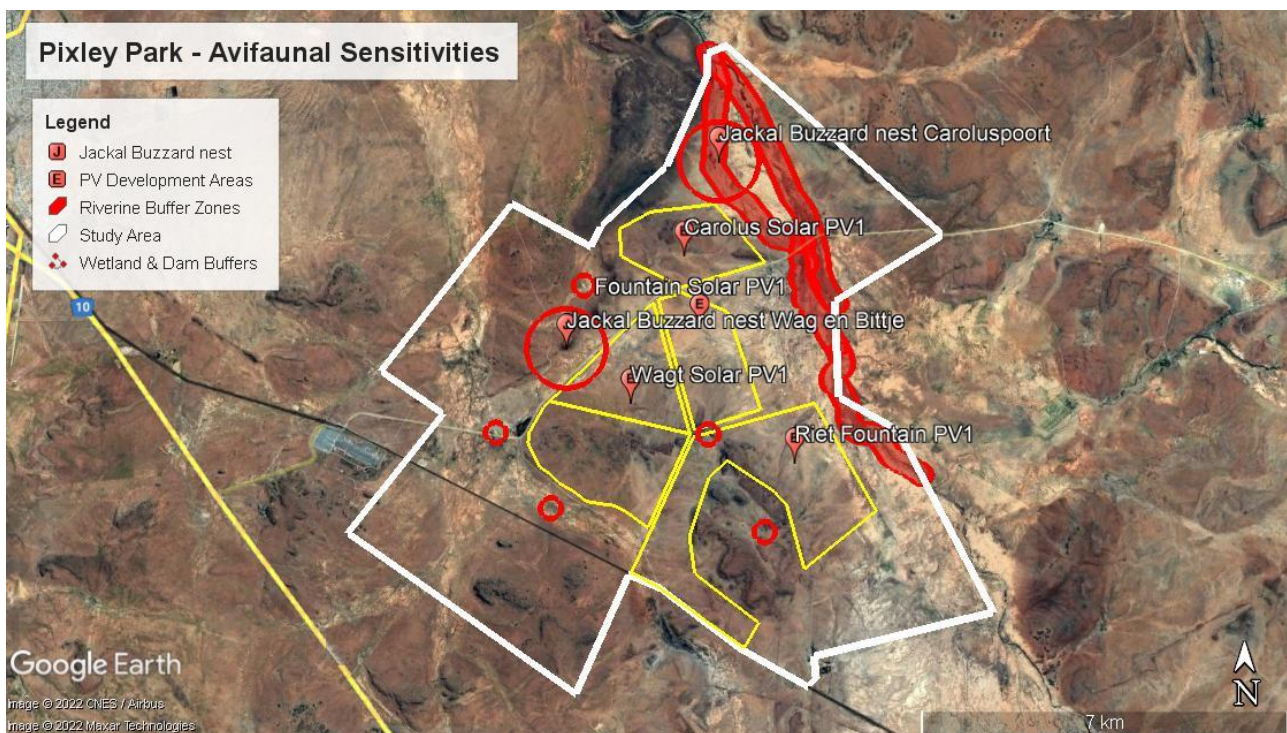 Pixley Park - Avifaunal Sensitivities
Legend
J Jackal Buzzard nest
E PV Development Areas
Riverine Buffer Zones
Study Area
Wetland & Dam Buffers
Jackal Buzzard nest Caroluspoort
Carolus Solar PV1
Fountain Solar PV1
E
Jackal Buzzard nest Wag en Bittje
10
Wagt Solar PV1
Riet Fountain PV1
Google Earth
Image © 2022 CNES / Airbus
Image © 2022 Maxar Technologies
N
7 km